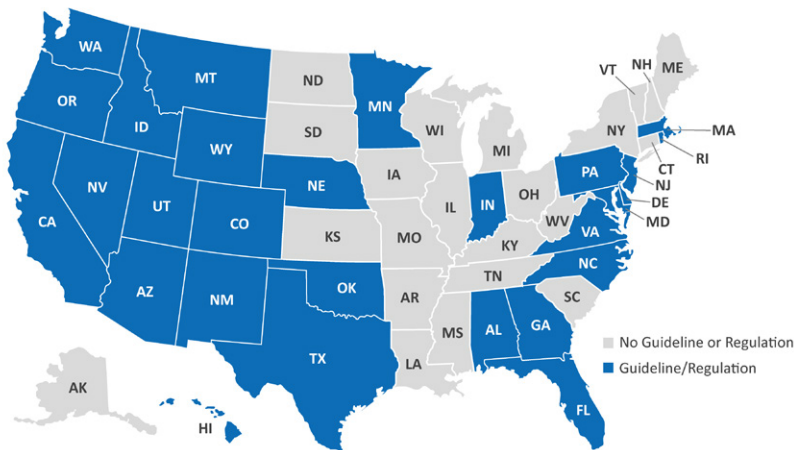 WA
MT
ND
MN
VT
NH
ME
OR
ID
SD
WI
NY
MA
WY
MI
RI
CT
NV
NE
IA
PA
NJ
CA
UT
CO
IL
IN
OH
DE
MD
KS
MO
WV
VA
KY
NC
AZ
NM
OK
AR
TN
SC
MS
AL
GA
TX
LA
No Guideline or Regulation
Guideline/Regulation
AK
FL
HI